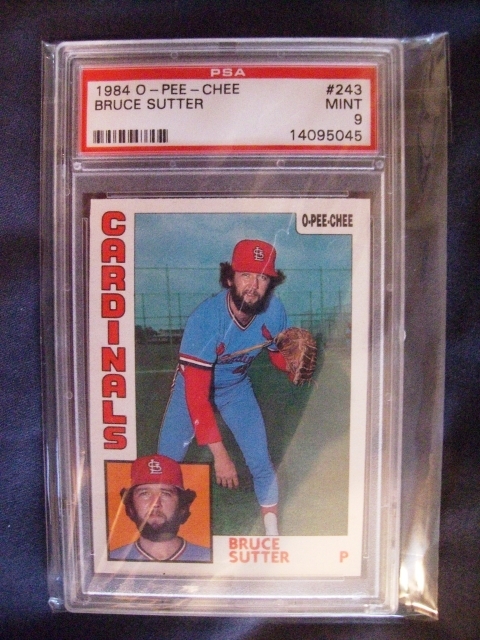 PSA
1984 O-PEE-CHEE #243
BRUCE SUTTER MINT
9
14095045
O-PEE-CHEE
CARDINALS
BRUCE
SUTTER P